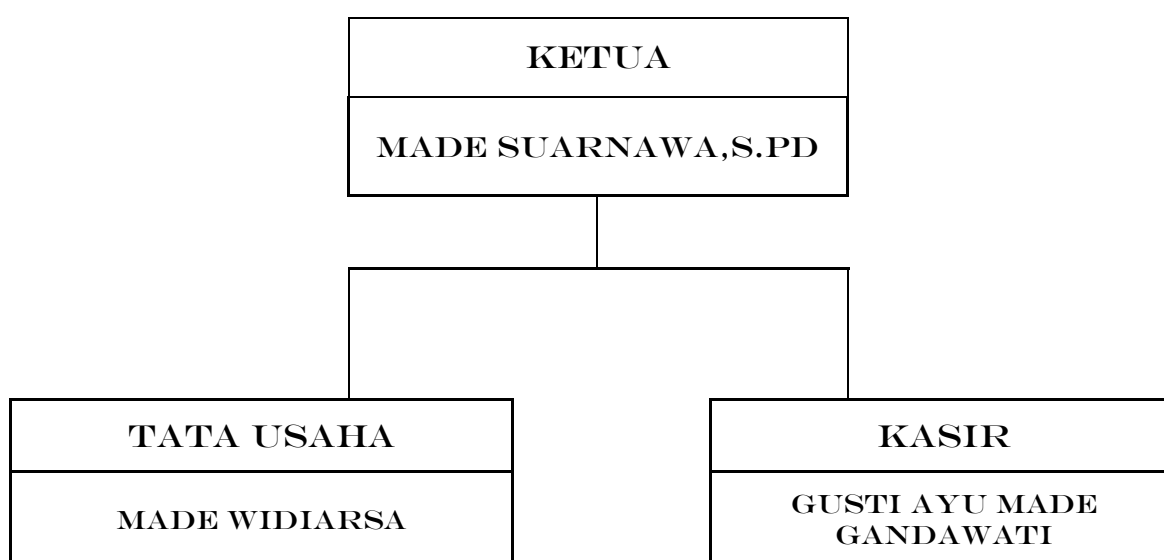 KETUA
MADE SUARNAWA,S.PD
TATA USAHA
MADE WIDIARSA
KASIR
GUSTI AYU MADE
GANDAWATI